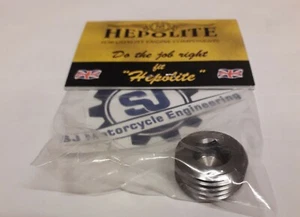 HEPOLITE
Do the job right
fit
"Hepolite"
SJ
Motorcycle Engineering